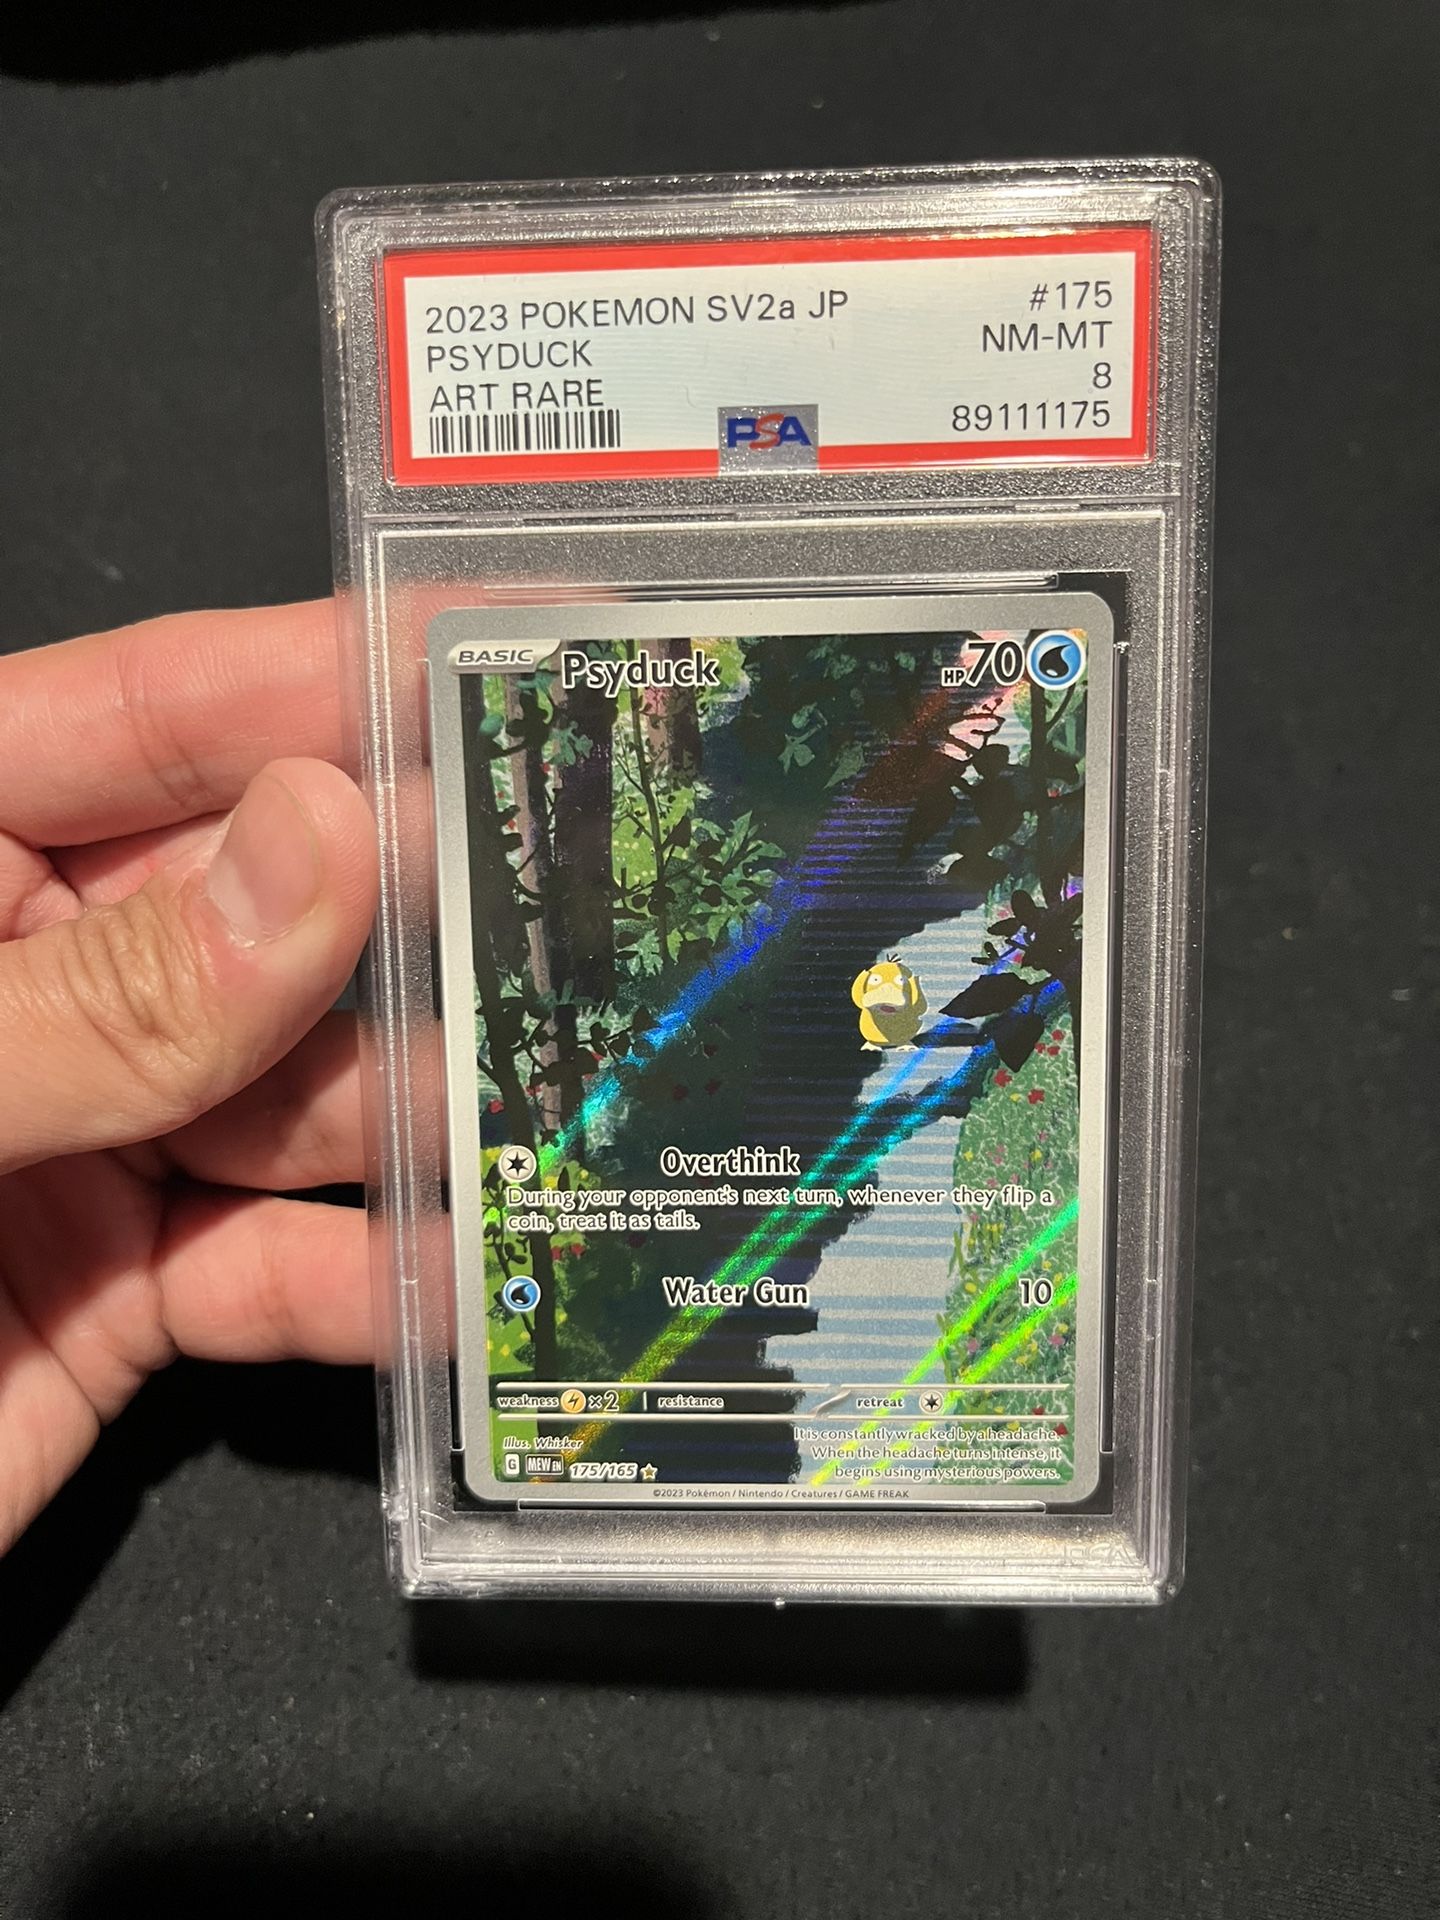 2023 POKEMON SV2a JP #175
PSYDUCK NM-MT
ART RARE 8
PSA 89111175
BASIC Psyduck HP 70
Overthink
During your opponent's next turn, whenever they flip a
coin, treat it as tails.
Water Gun 10
weakness ×2 resistance retreat
Illus. Whisker
It is constantly wracked by a headache.
When the headache turns intense, it
begins using mysterious powers.
G MEW EN 175/165
©2023 Pokémon / Nintendo / Creatures / GAME FREAK
PSA